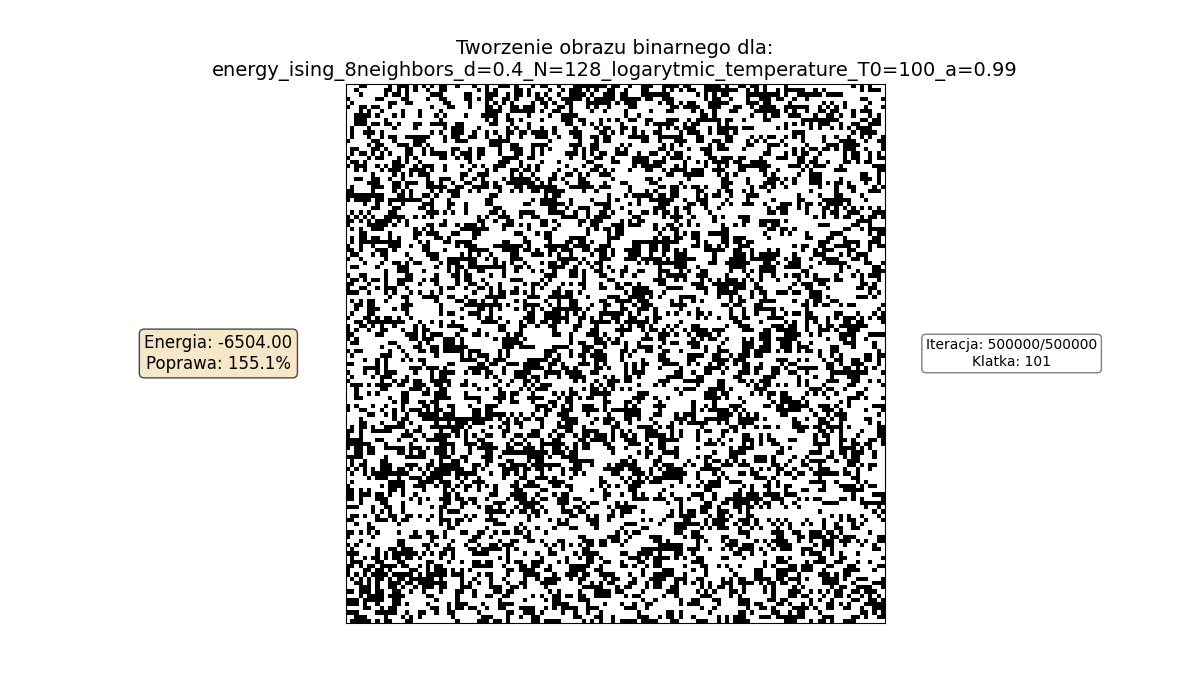 Tworzenie obrazu binarnego dla:
energy_ising_8neighbors_d=0.4_N=128_logarytmic_temperature_T0=100_a=0.99
Energia: -6504.00
Poprawa: 155.1%
Iteracja: 500000/500000
Klatka: 101